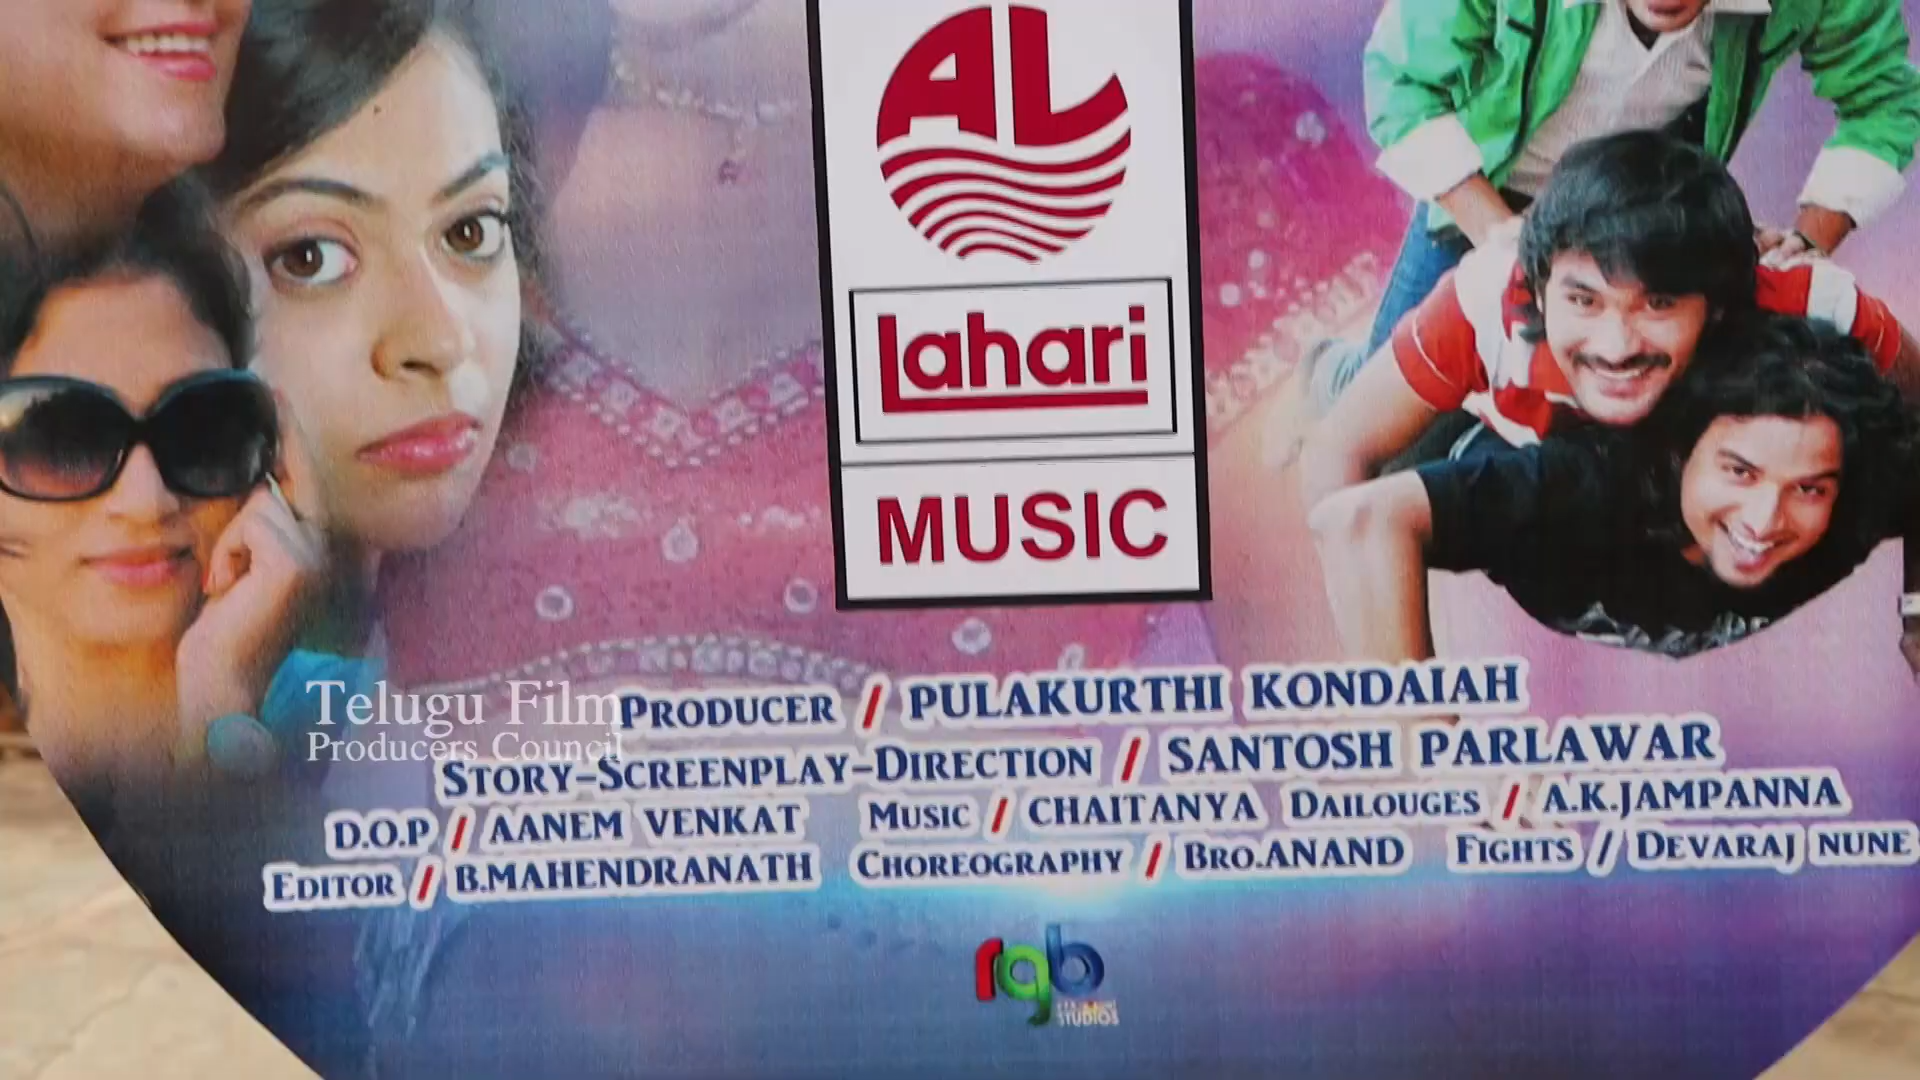 AL
Lahari
MUSIC
Telugu Film
Producers Council
PRODUCER / PULAKURTHI KONDAIAH
STORY-SCREENPLAY-DIRECTION / SANTOSH PARLAWAR
D.O.P / AANEM VENKAT MUSIC / CHAITANYA DAILOUGES / A.K.JAMPANNA
EDITOR / B.MAHENDRANATH CHOREOGRAPHY / BRO.ANAND FIGHTS / DEVARAJ NUNE
rgb
STUDIOS